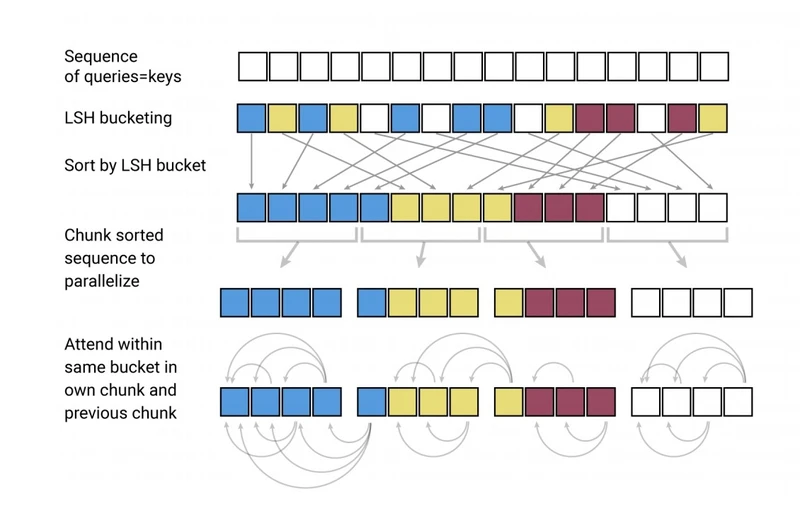 Sequence
of queries=keys
LSH bucketing
Sort by LSH bucket
Chunk sorted
sequence to
parallelize
Attend within
same bucket in
own chunk and
previous chunk